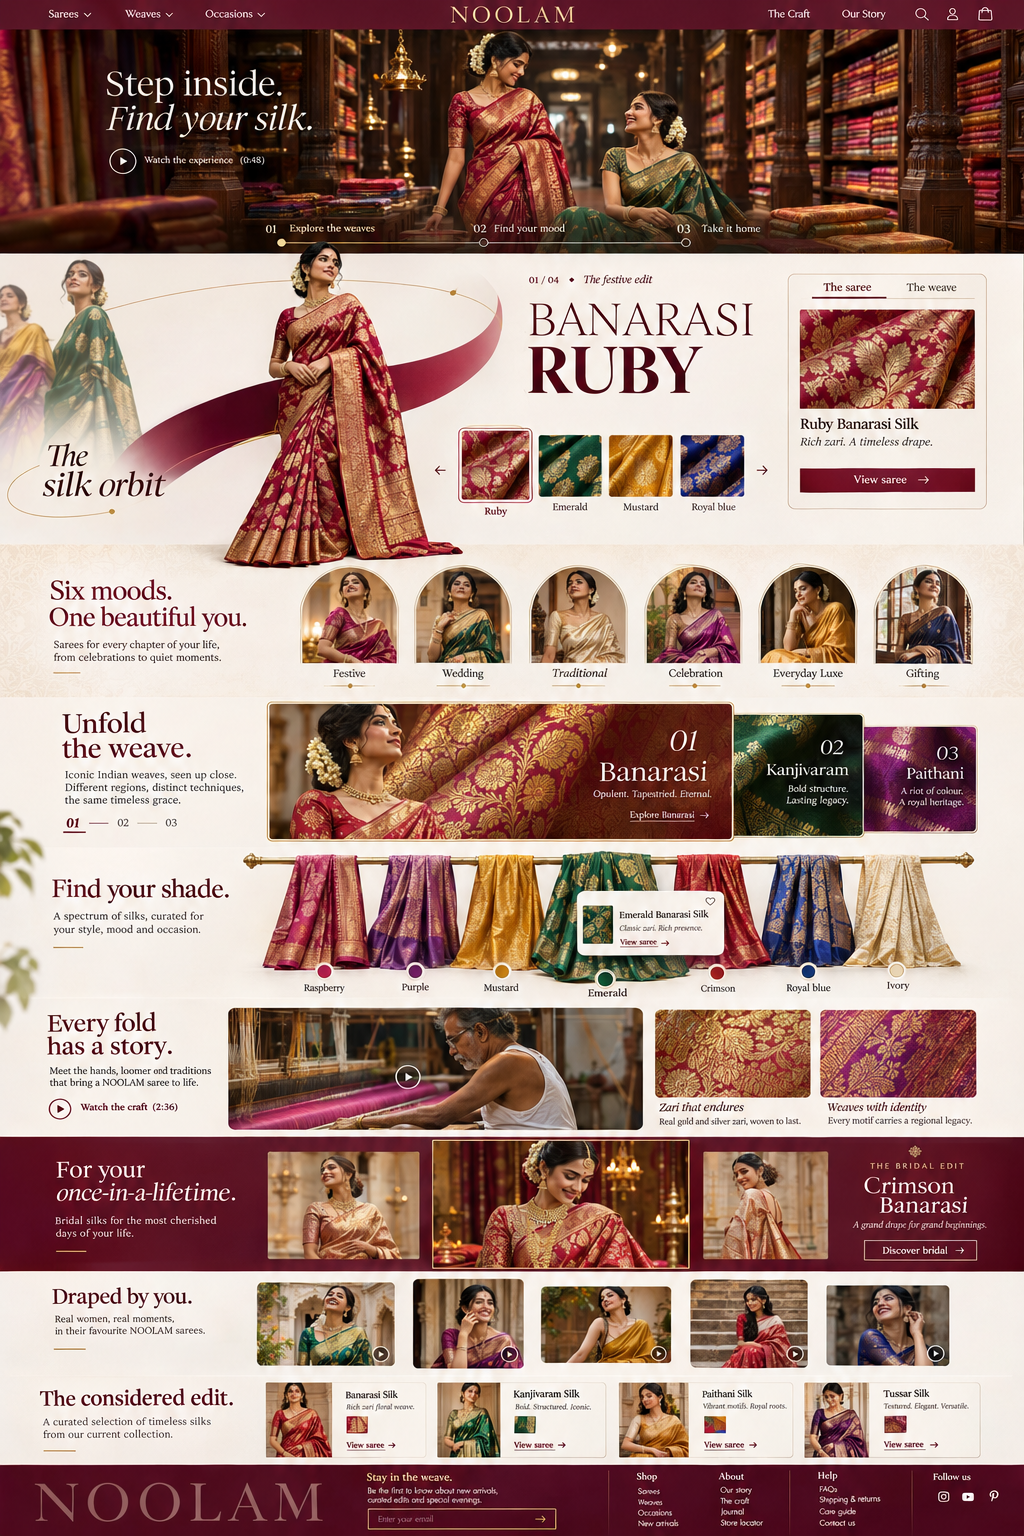 Sarees
Weaves
Occasions
NOOLAM
The Craft
Our Story
Step inside.
Find your silk.
Watch the experience (0:48)
01 Explore the weaves
02 Find your mood
03 Take it home
The
silk orbit
01 / 04 ◆ The festive edit
BANARASI
RUBY
Ruby
Emerald
Mustard
Royal blue
The saree
The weave
Ruby Banarasi Silk
Rich zari. A timeless drape.
View saree →
Six moods.
One beautiful you.
Sarees for every chapter of your life,
from celebrations to quiet moments.
Festive
Wedding
Traditional
Celebration
Everyday Luxe
Gifting
Unfold
the weave.
Iconic Indian weaves, seen up close.
Different regions, distinct techniques,
the same timeless grace.
01 — 02 — 03
01
Banarasi
Opulent. Tapestried. Eternal.
Explore Banarasi →
02
Kanjivaram
Bold structure.
Lasting legacy.
03
Paithani
A riot of colour.
A royal heritage.
Find your shade.
A spectrum of silks, curated for
your style, mood and occasion.
Emerald Banarasi Silk
Classic zari. Rich presence.
View saree →
Raspberry
Purple
Mustard
Emerald
Crimson
Royal blue
Ivory
Every fold
has a story.
Meet the hands, loomer and traditions
that bring a NOOLAM saree to life.
Watch the craft (2:36)
Zari that endures
Real gold and silver zari, woven to last.
Weaves with identity
Every motif carries a regional legacy.
For your
once-in-a-lifetime.
Bridal silks for the most cherished
days of your life.
THE BRIDAL EDIT
Crimson
Banarasi
A grand drape for grand beginnings.
Discover bridal →
Draped by you.
Real women, real moments,
in their favourite NOOLAM sarees.
The considered edit.
A curated selection of timeless silks
from our current collection.
Banarasi Silk
Rich zari floral weave.
View saree →
Kanjivaram Silk
Bold. Structured. Iconic.
View saree →
Paithani Silk
Vibrant motifs. Royal roots.
View saree →
Tussar Silk
Textured. Elegant. Versatile.
View saree →
NOOLAM
Stay in the weave.
Be the first to know about new arrivals,
curated edits and special evenings.
Enter your email →
Shop
Sarees
Weaves
Occasions
New arrivals
About
Our story
The craft
Journal
Store locator
Help
FAQs
Shipping & returns
Care guide
Contact us
Follow us